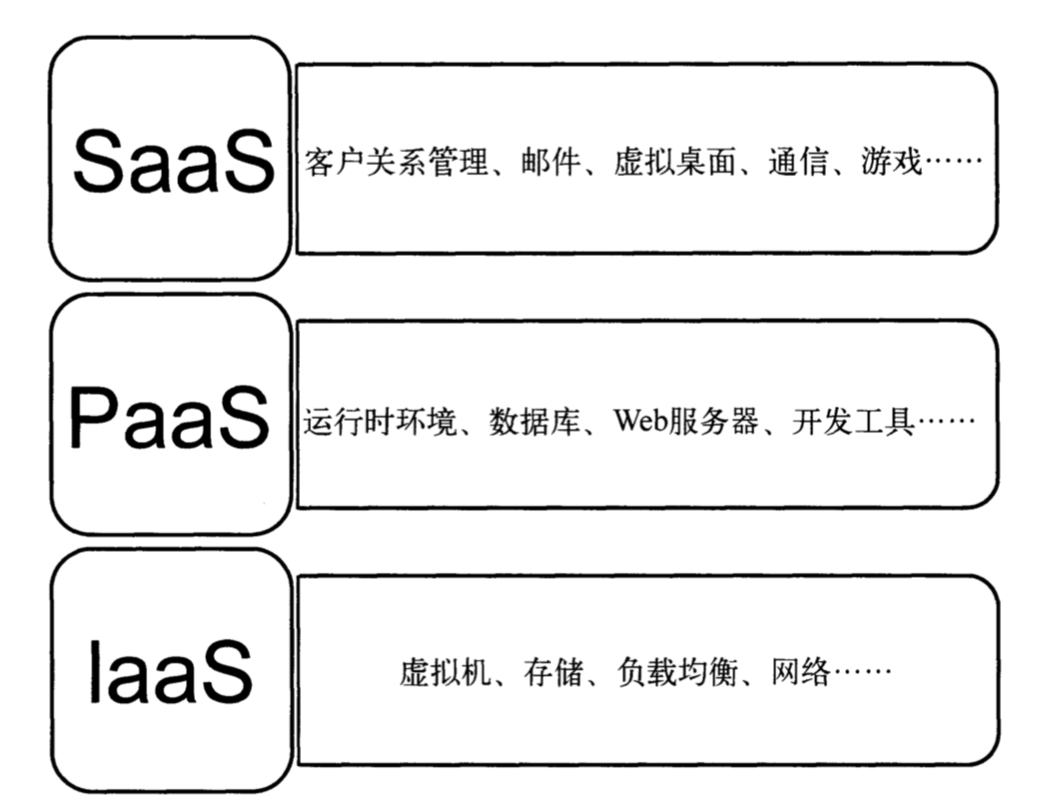 SaaS
客户关系管理、邮件、虚拟桌面、通信、游戏……
PaaS
运行时环境、数据库、Web服务器、开发工具……
IaaS
虚拟机、存储、负载均衡、网络……